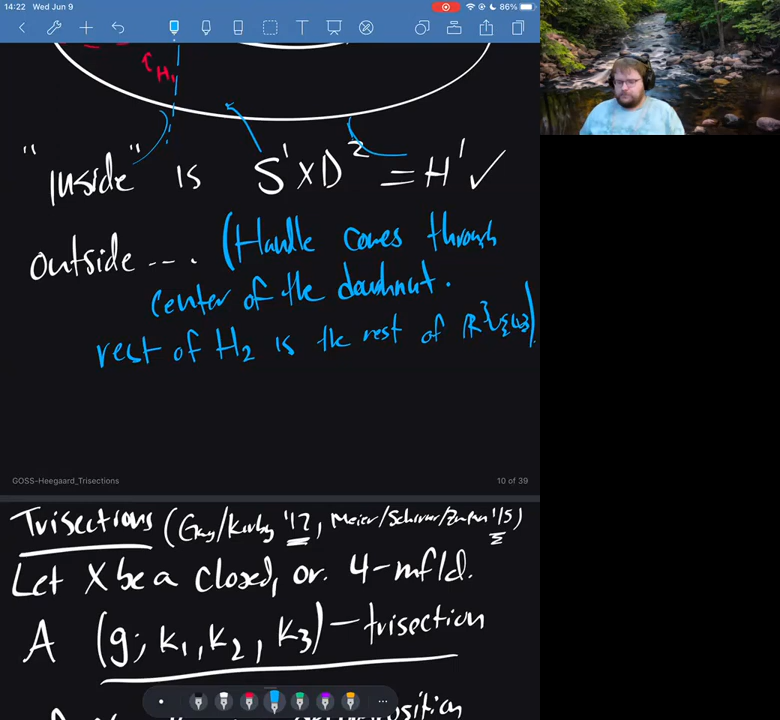 14:22 Wed Jun 9
86%
H₁
"Inside" is S¹×D² = H¹ ✓
outside.... (Handle comes through
center of the doughnut.
rest of H₂ is the rest of
GOSS-Heegaard_Trisections
10 of 39
Trisections (Gay/Kirby '12, Meier/Schirmer/Zupan '15)
Let X be a closed, or. 4-mfld.
A (g; k₁, k₂, k₃)-trisection